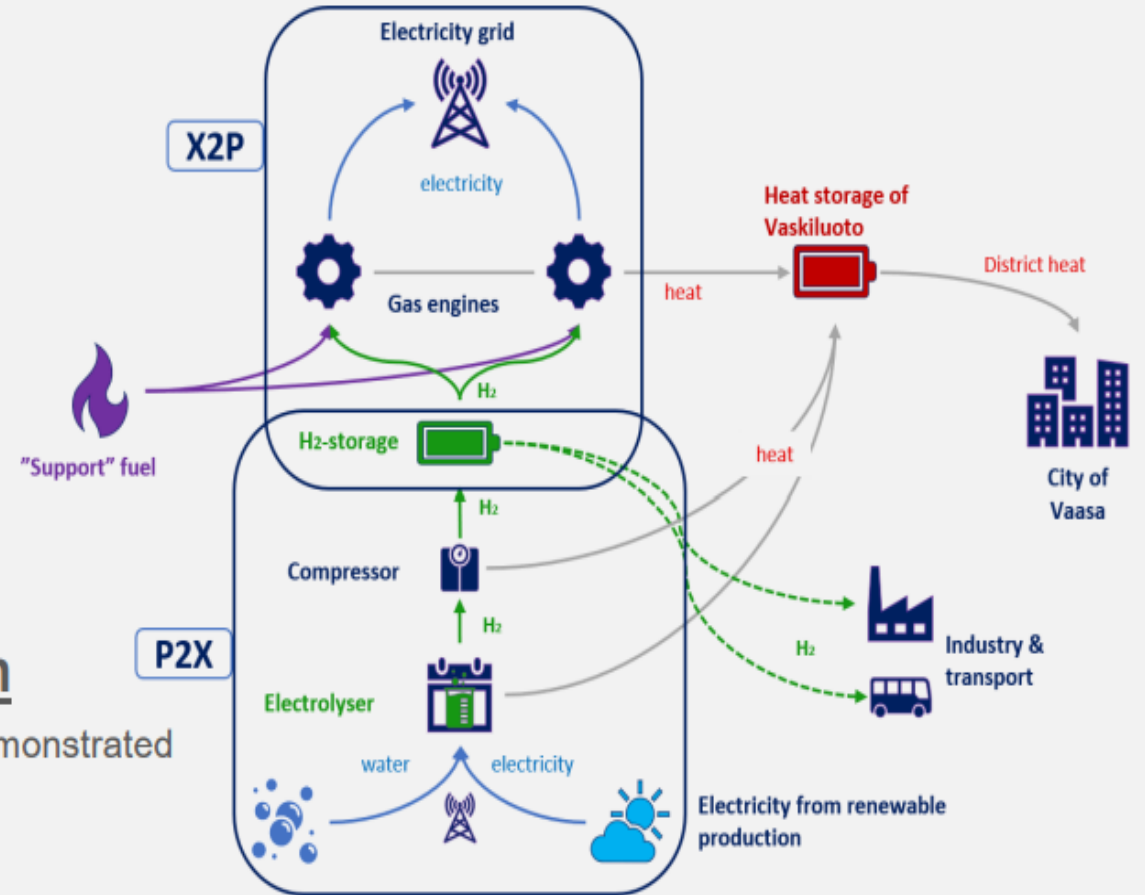 Electricity grid
X2P
electricity
Heat storage of
Vaskiluoto
District heat
heat
Gas engines
H₂
H2-storage
"Support" fuel
heat
City of
Vaasa
H₂
Compressor
H₂
P2X
H₂
Industry &
transport
Electrolyser
monstrated
water
electricity
Electricity from renewable
production